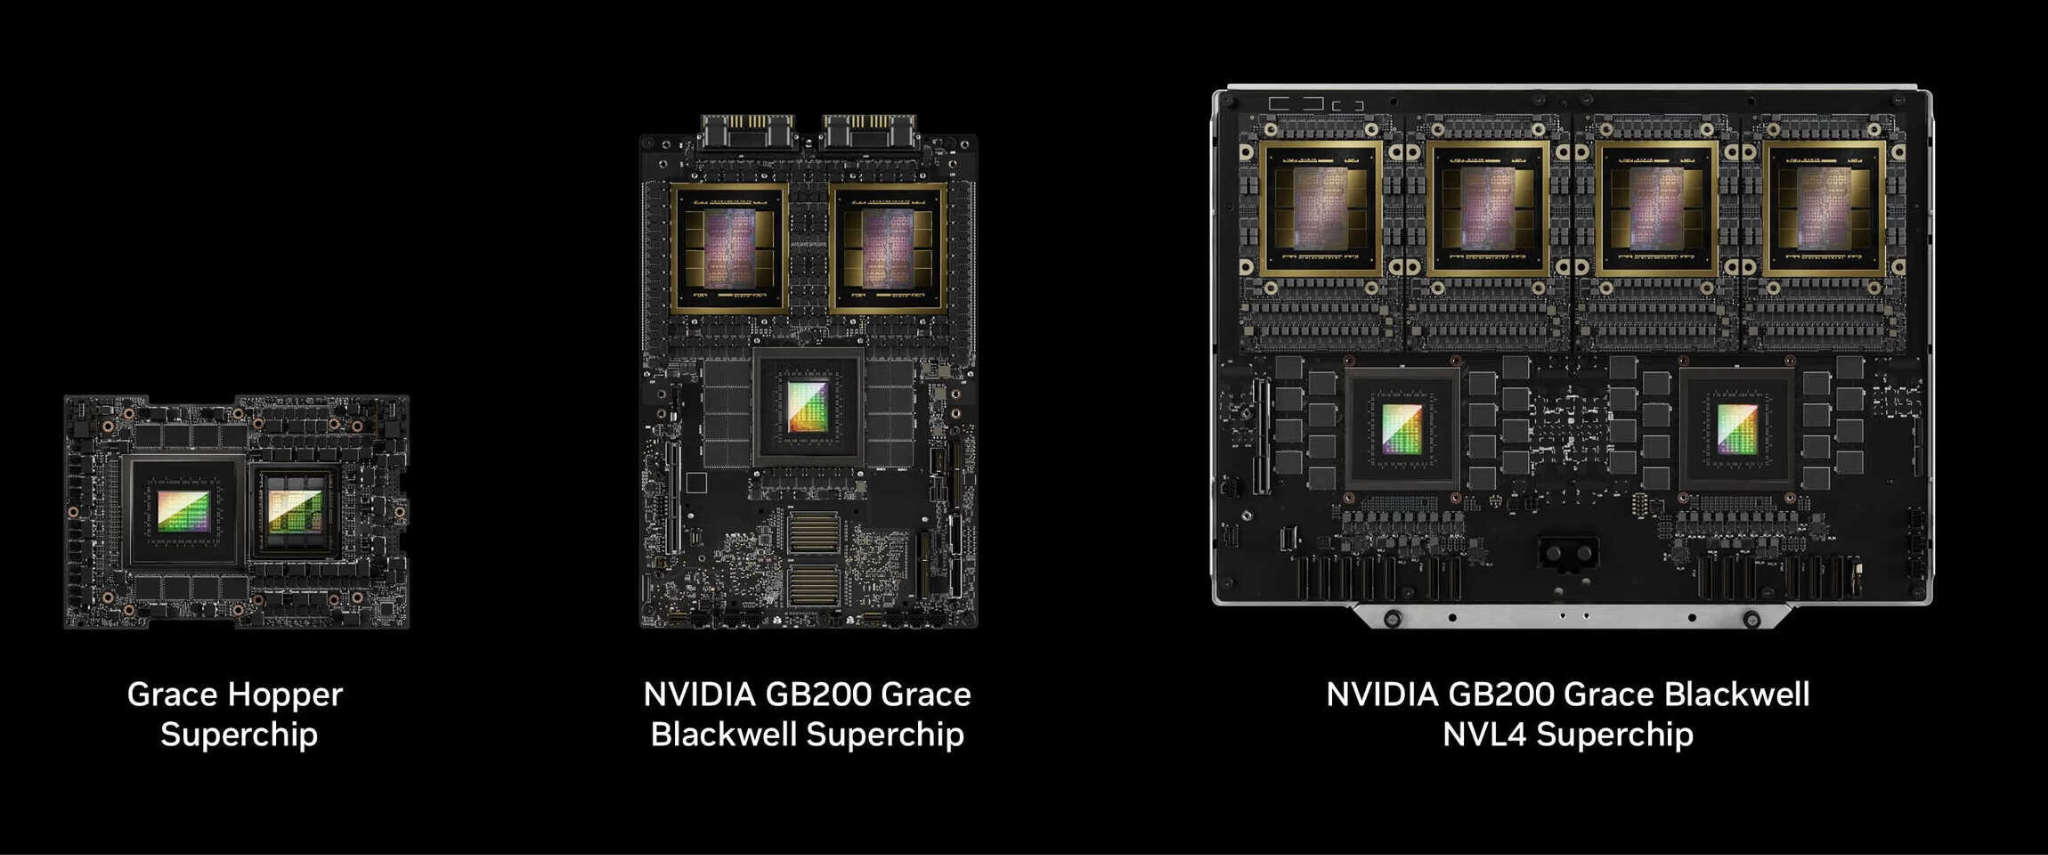 Grace Hopper
Superchip
NVIDIA GB200 Grace
Blackwell Superchip
NVIDIA GB200 Grace Blackwell
NVL4 Superchip